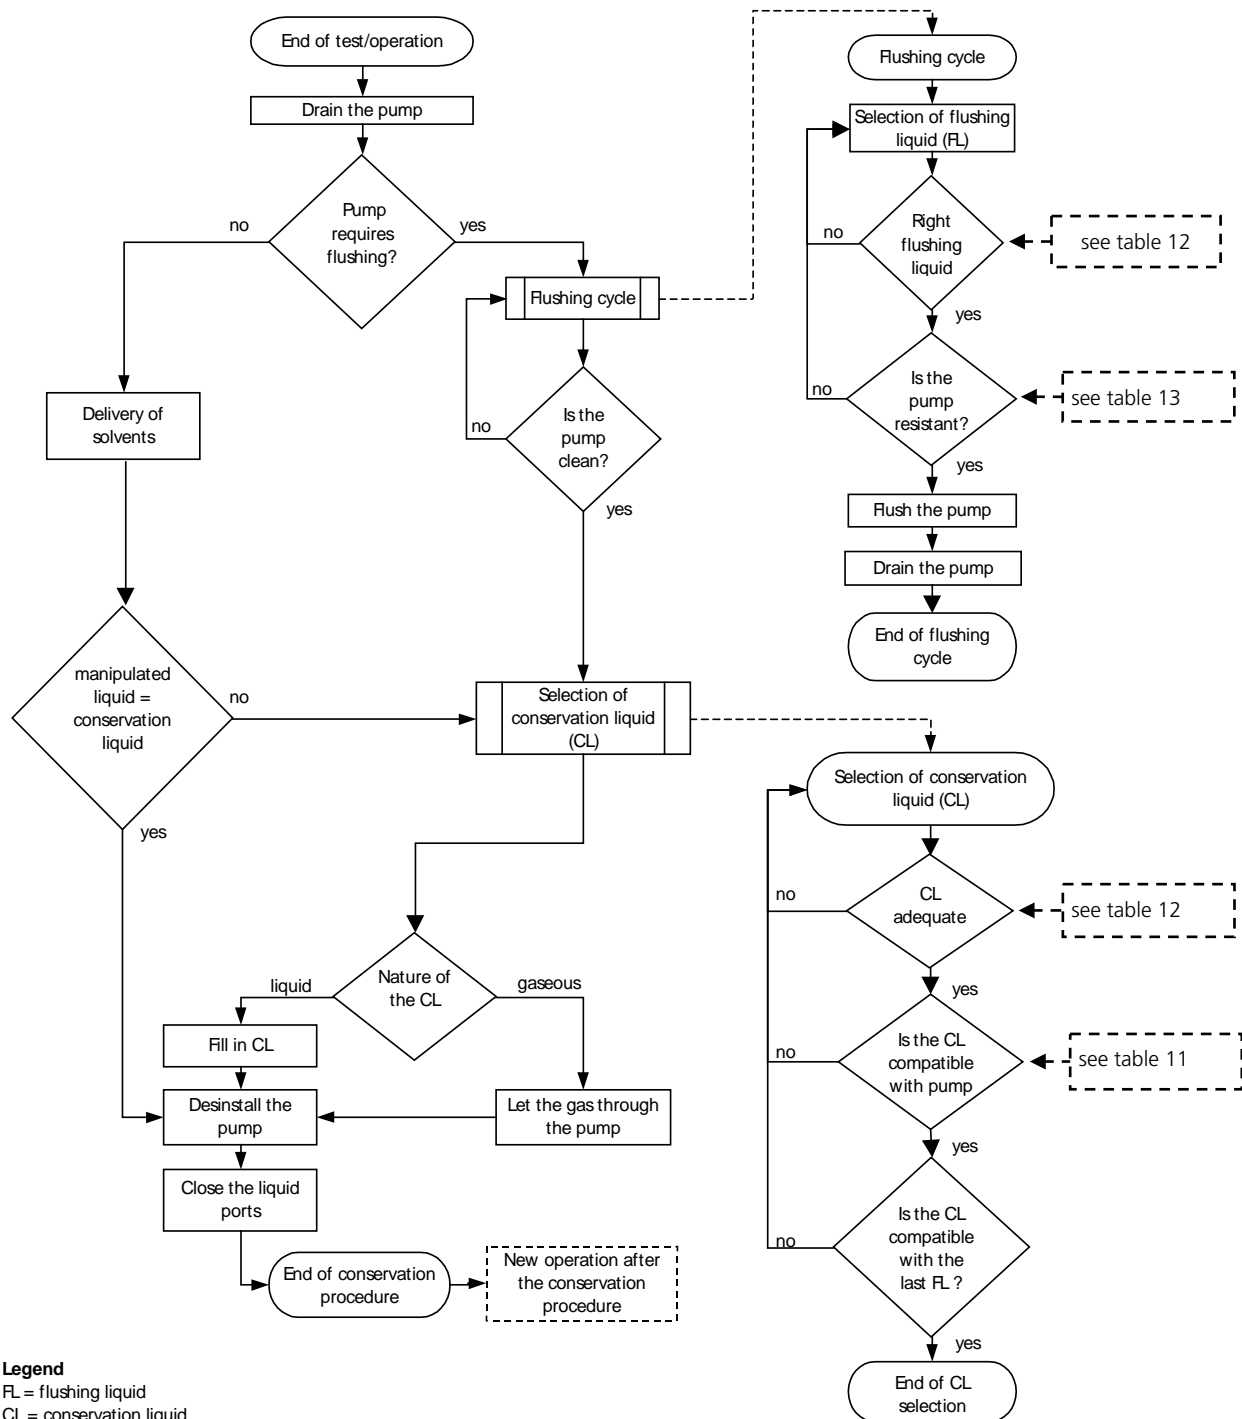 End of test/operation
Drain the pump
Pump
requires
flushing?
no
yes
Flushing cycle
Is the
pump
clean?
no
yes
Delivery of
solvents
manipulated
liquid =
conservation
liquid
no
yes
Selection of
conservation liquid
(CL)
Nature of
the CL
liquid
gaseous
Fill in CL
Let the gas through
the pump
Desinstall the
pump
Close the liquid
ports
End of conservation
procedure
New operation after
the conservation
procedure
Flushing cycle
Selection of flushing
liquid (FL)
Right
flushing
liquid
no
see table 12
yes
Is the
pump
resistant?
no
see table 13
yes
Flush the pump
Drain the pump
End of flushing
cycle
Selection of conservation
liquid (CL)
CL
adequate
no
see table 12
yes
Is the CL
compatible
with pump
no
see table 11
yes
Is the CL
compatible
with the
last FL ?
no
yes
End of CL
selection
Legend
FL = flushing liquid
CL = conservation liquid